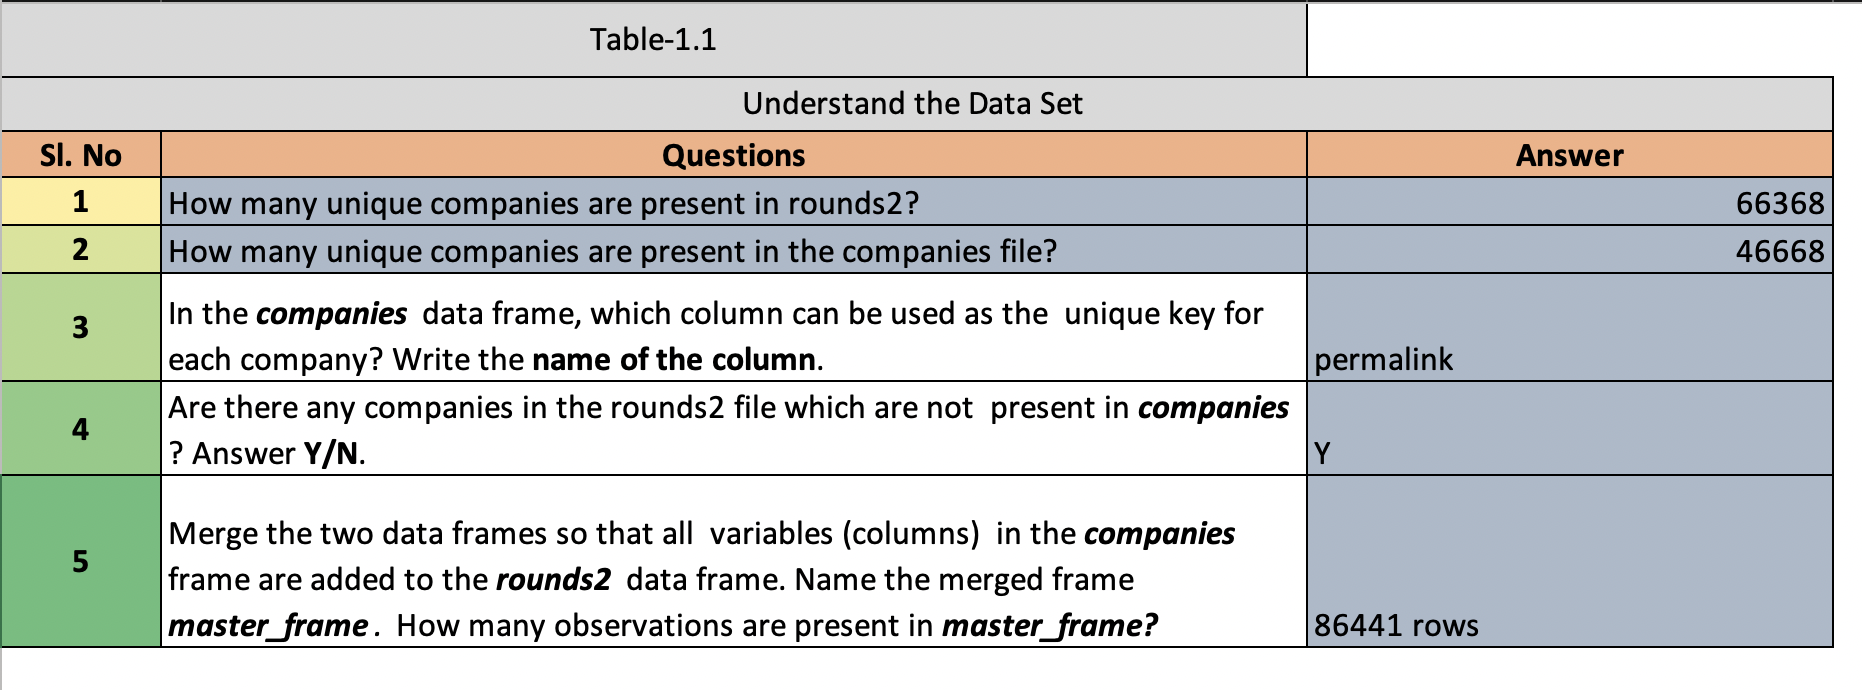 Table-1.1
Understand the Data Set
Sl. No Questions Answer
1 How many unique companies are present in rounds2? 66368
2 How many unique companies are present in the companies file? 46668
3 In the companies data frame, which column can be used as the unique key for
each company? Write the name of the column. permalink
4 Are there any companies in the rounds2 file which are not present in companies
? Answer Y/N. Y
5 Merge the two data frames so that all variables (columns) in the companies
frame are added to the rounds2 data frame. Name the merged frame
master_frame. How many observations are present in master_frame? 86441 rows